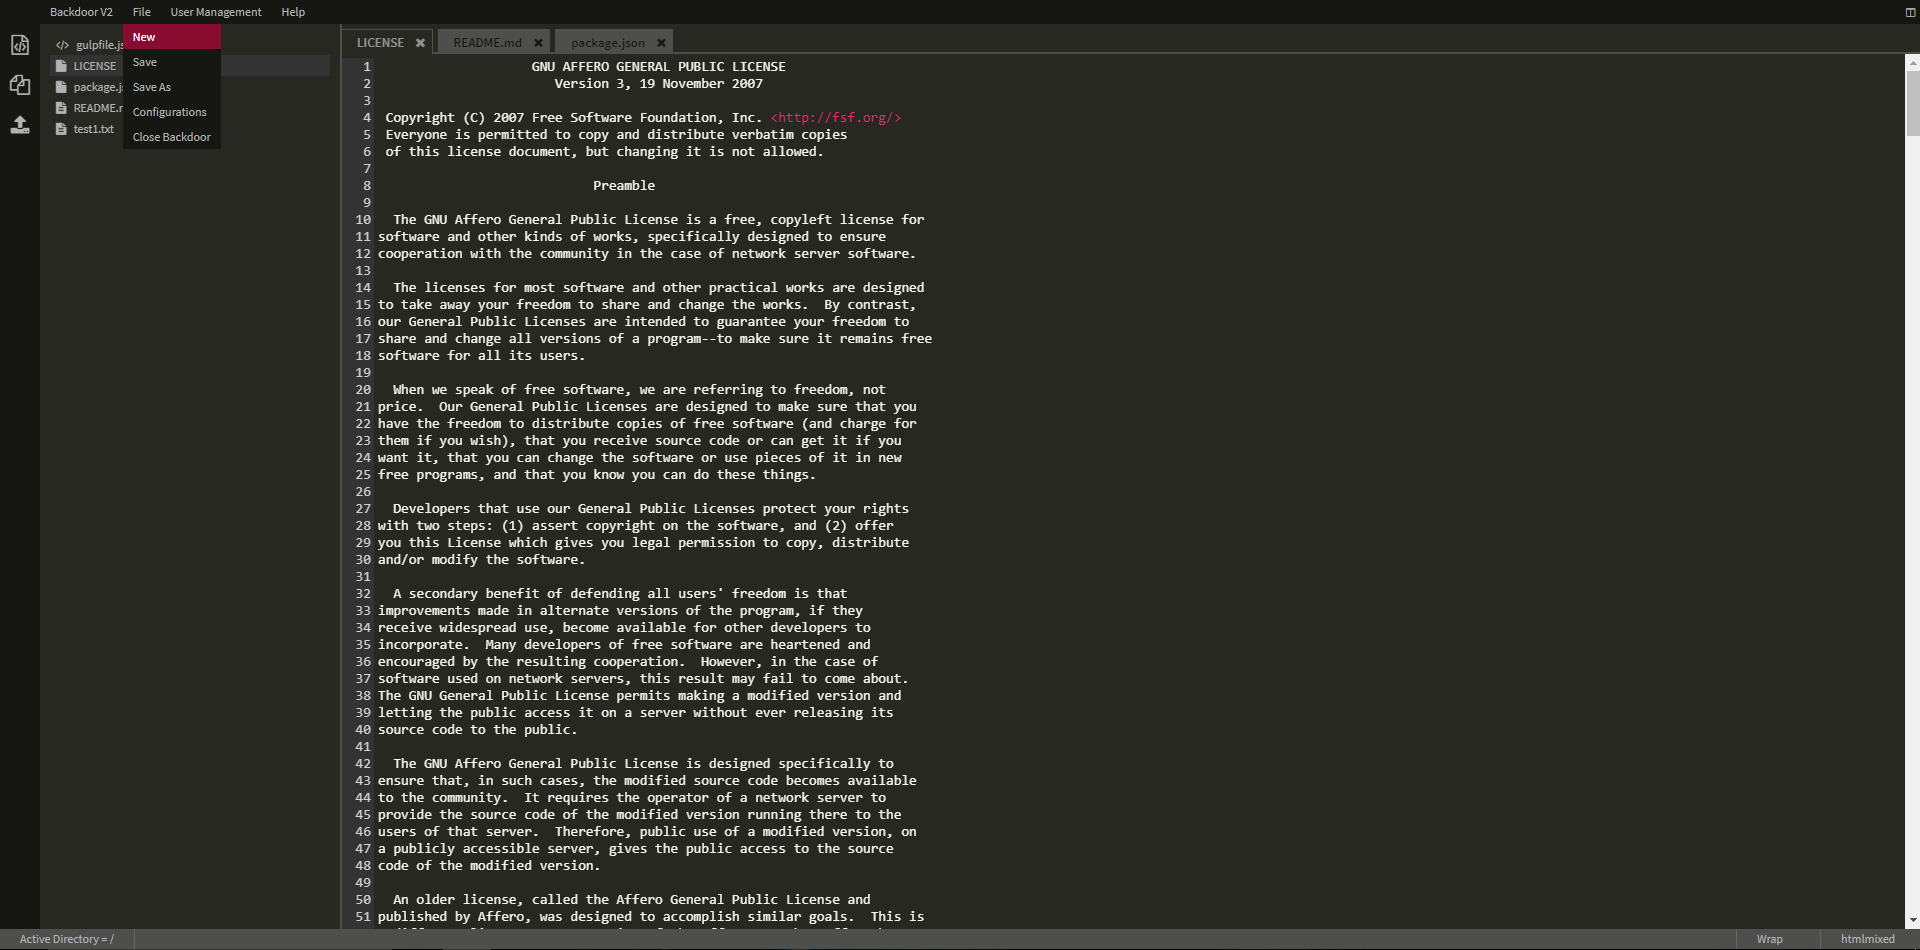 Backdoor V2 File User Management Help
New
Save
Save As
Configurations
Close Backdoor
gulpfile.js
LICENSE
package.j
README.r
test1.txt
LICENSE README.md package.json
1 GNU AFFERO GENERAL PUBLIC LICENSE
2 Version 3, 19 November 2007
3
4 Copyright (C) 2007 Free Software Foundation, Inc. <http://fsf.org/>
5 Everyone is permitted to copy and distribute verbatim copies
6 of this license document, but changing it is not allowed.
7
8 Preamble
9
10 The GNU Affero General Public License is a free, copyleft license for
11 software and other kinds of works, specifically designed to ensure
12 cooperation with the community in the case of network server software.
13
14 The licenses for most software and other practical works are designed
15 to take away your freedom to share and change the works.  By contrast,
16 our General Public Licenses are intended to guarantee your freedom to
17 share and change all versions of a program--to make sure it remains free
18 software for all its users.
19
20 When we speak of free software, we are referring to freedom, not
21 price.  Our General Public Licenses are designed to make sure that you
22 have the freedom to distribute copies of free software (and charge for
23 them if you wish), that you receive source code or can get it if you
24 want it, that you can change the software or use pieces of it in new
25 free programs, and that you know you can do these things.
26
27 Developers that use our General Public Licenses protect your rights
28 with two steps: (1) assert copyright on the software, and (2) offer
29 you this License which gives you legal permission to copy, distribute
30 and/or modify the software.
31
32 A secondary benefit of defending all users' freedom is that
33 improvements made in alternate versions of the program, if they
34 receive widespread use, become available for other developers to
35 incorporate.  Many developers of free software are heartened and
36 encouraged by the resulting cooperation.  However, in the case of
37 software used on network servers, this result may fail to come about.
38 The GNU General Public License permits making a modified version and
39 letting the public access it on a server without ever releasing its
40 source code to the public.
41
42 The GNU Affero General Public License is designed specifically to
43 ensure that, in such cases, the modified source code becomes available
44 to the community.  It requires the operator of a network server to
45 provide the source code of the modified version running there to the
46 users of that server.  Therefore, public use of a modified version, on
47 a publicly accessible server, gives the public access to the source
48 code of the modified version.
49
50 An older license, called the Affero General Public License and
51 published by Affero, was designed to accomplish similar goals.  This is
Active Directory = / Wrap htmlmixed